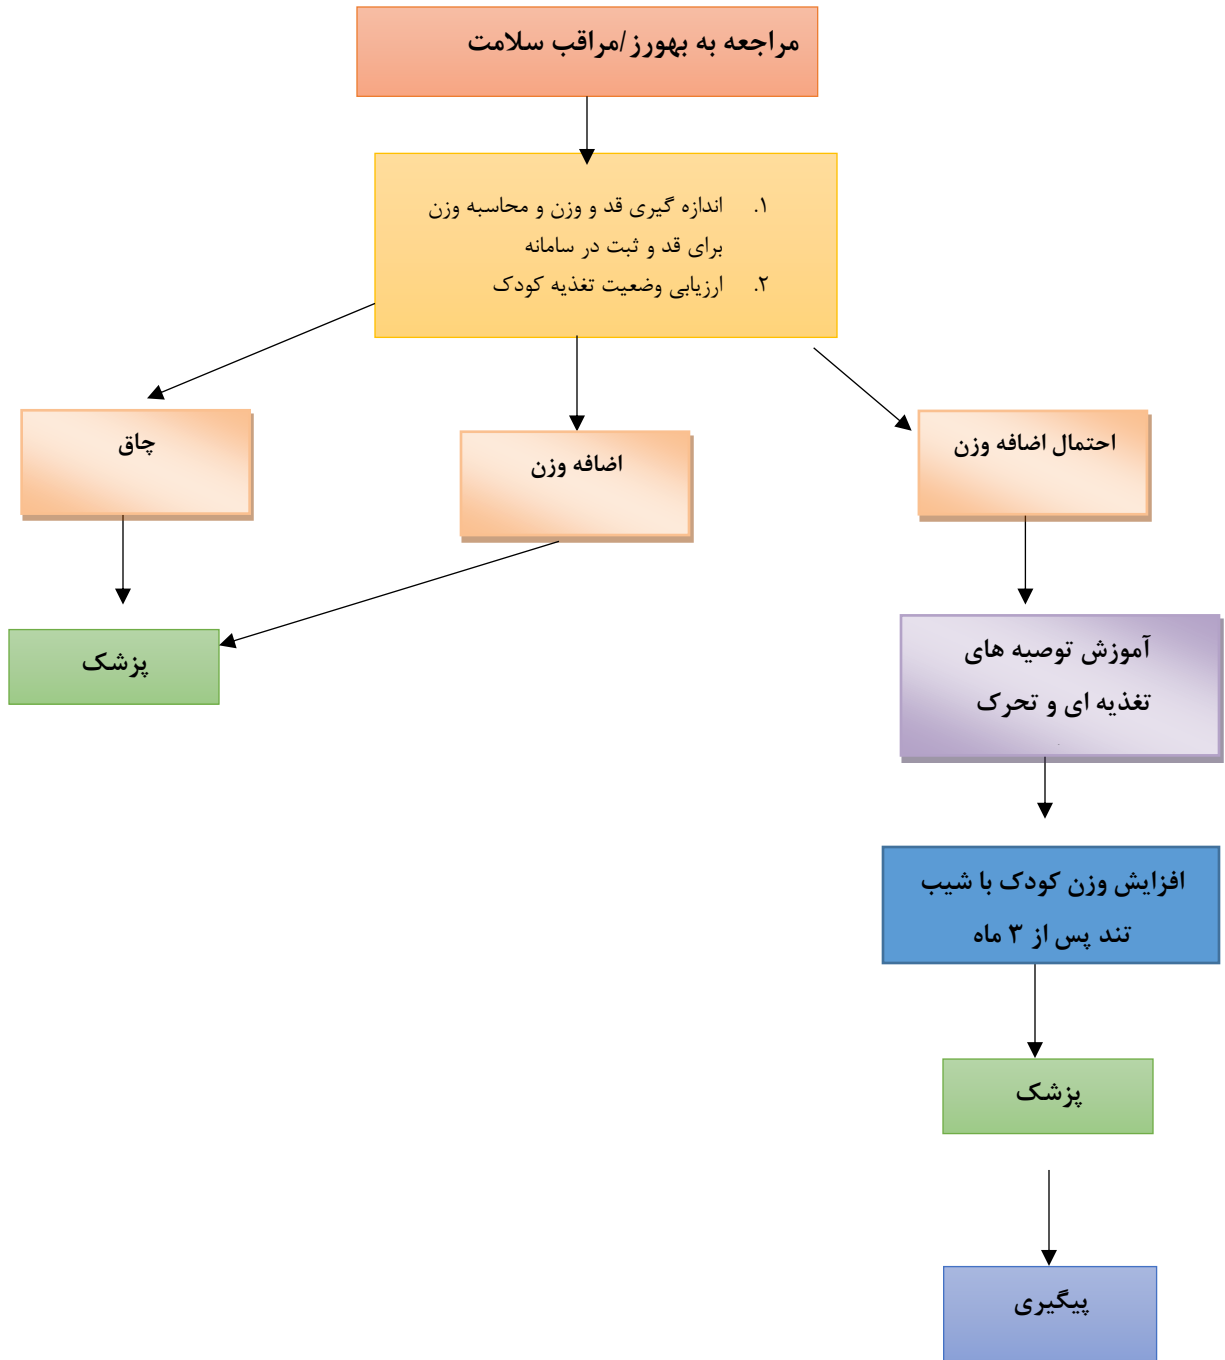 مراجعه به بهورز/مراقب سلامت
۱. اندازه گیری قد و وزن و محاسبه وزن
برای قد و ثبت در سامانه
۲. ارزیابی وضعیت تغذیه کودک
احتمال اضافه وزن
اضافه وزن
چاق
آموزش توصیه های
تغذیه ای و تحرک
پزشک
افزایش وزن کودک با شیب
تند پس از ۳ ماه
پزشک
پیگیری